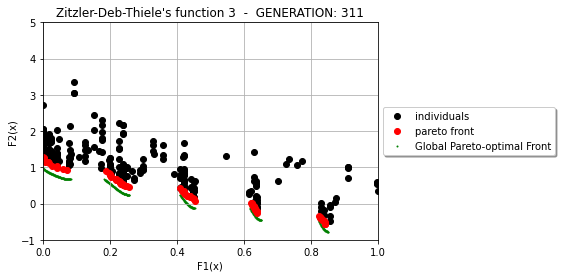 Zitzler-Deb-Thiele's function 3 - GENERATION: 311
5
4
3
2
1
0
−1
F2(x)
0.0 0.2 0.4 0.6 0.8 1.0
F1(x)
individuals
pareto front
Global Pareto-optimal Front